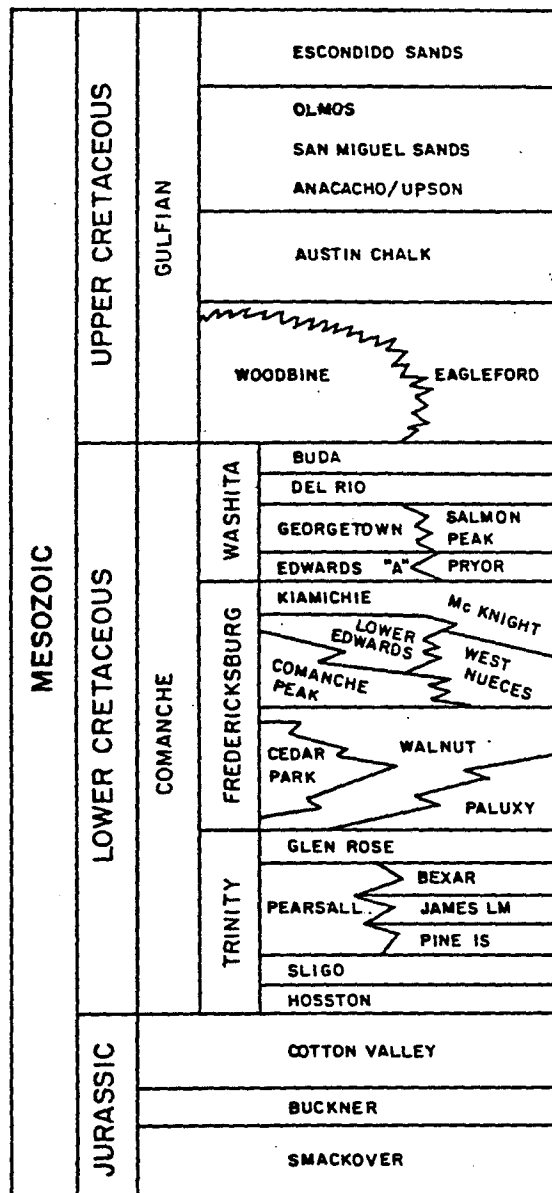 MESOZOIC
UPPER CRETACEOUS
GULFIAN
ESCONDIDO SANDS
OLMOS
SAN MIGUEL SANDS
ANACACHO/UPSON
AUSTIN CHALK
WOODBINE
EAGLEFORD
LOWER CRETACEOUS
COMANCHE
WASHITA
BUDA
DEL RIO
GEORGETOWN
SALMON
PEAK
EDWARDS "A"
PRYOR
FREDERICKSBURG
KIAMICHIE
Mc KNIGHT
LOWER
EDWARDS
WEST
NUECES
COMANCHE
PEAK
CEDAR
PARK
WALNUT
PALUXY
TRINITY
GLEN ROSE
PEARSALL
BEXAR
JAMES LM
PINE IS
SLIGO
HOSSTON
JURASSIC
COTTON VALLEY
BUCKNER
SMACKOVER